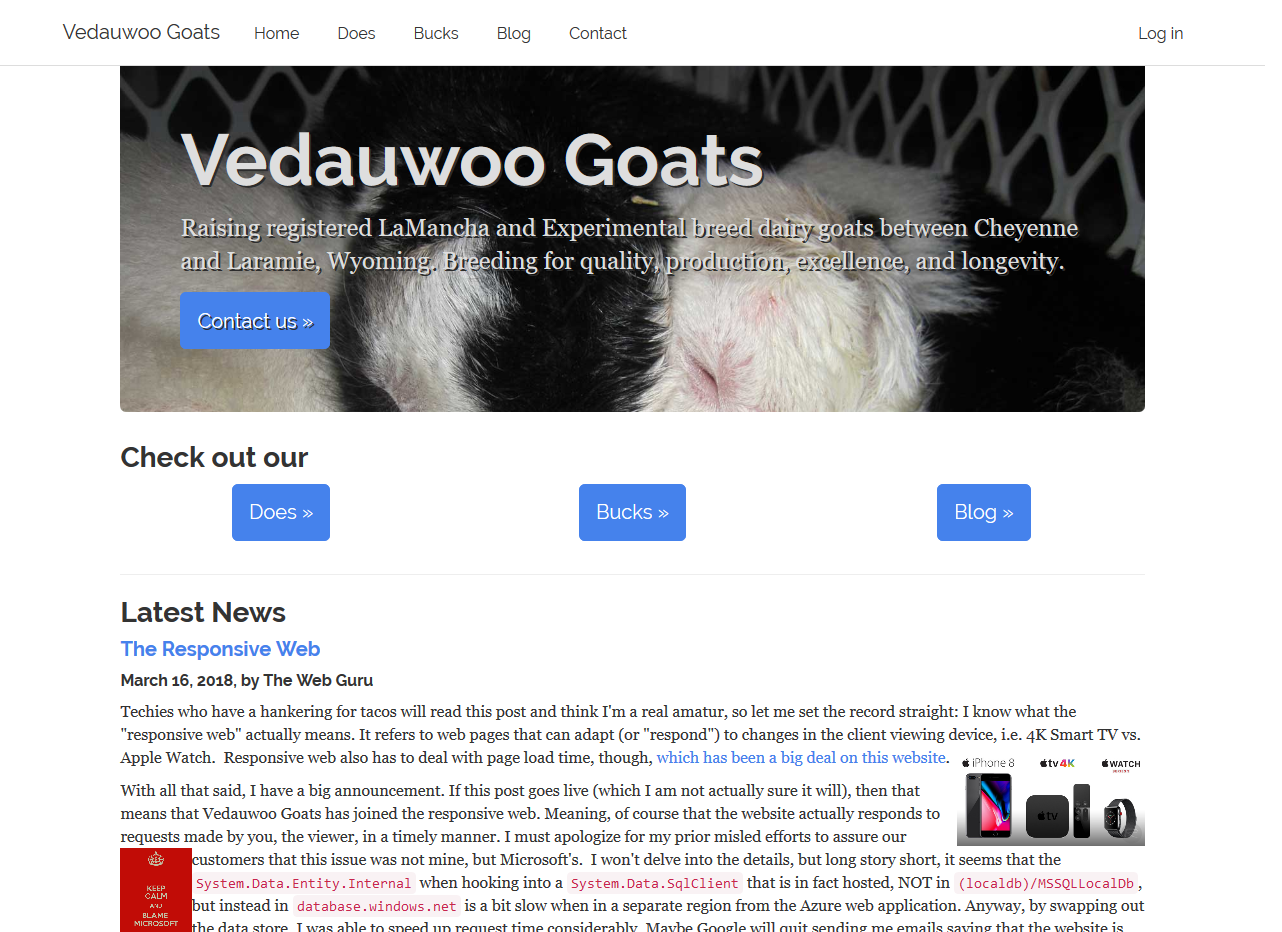 Vedauwoo Goats Home Does Bucks Blog Contact Log in
Vedauwoo Goats
Raising registered LaMancha and Experimental breed dairy goats between Cheyenne
and Laramie, Wyoming. Breeding for quality, production, excellence, and longevity.
Contact us »
Check out our
Does » Bucks » Blog »
Latest News
The Responsive Web
March 16, 2018, by The Web Guru
Techies who have a hankering for tacos will read this post and think I'm a real amatur, so let me set the record straight: I know what the
"responsive web" actually means. It refers to web pages that can adapt (or "respond") to changes in the client viewing device, i.e. 4K Smart TV vs.
Apple Watch. Responsive web also has to deal with page load time, though, which has been a big deal on this website.
iPhone 8 tv 4K WATCH
tv
With all that said, I have a big announcement. If this post goes live (which I am not actually sure it will), then that
means that Vedauwoo Goats has joined the responsive web. Meaning, of course that the website actually responds to
requests made by you, the viewer, in a timely manner. I must apologize for my prior misled efforts to assure our
customers that this issue was not mine, but Microsoft's. I won't delve into the details, but long story short, it seems that the
System.Data.Entity.Internal when hooking into a System.Data.SqlClient that is in fact hosted, NOT in (localdb)/MSSQLLocalDb,
but instead in database.windows.net is a bit slow when in a separate region from the Azure web application. Anyway, by swapping out
the data store, I was able to speed up request time considerably. Maybe Google will quit sending me emails saying that the website is
KEEP
CALM
AND
BLAME
MICROSOFT